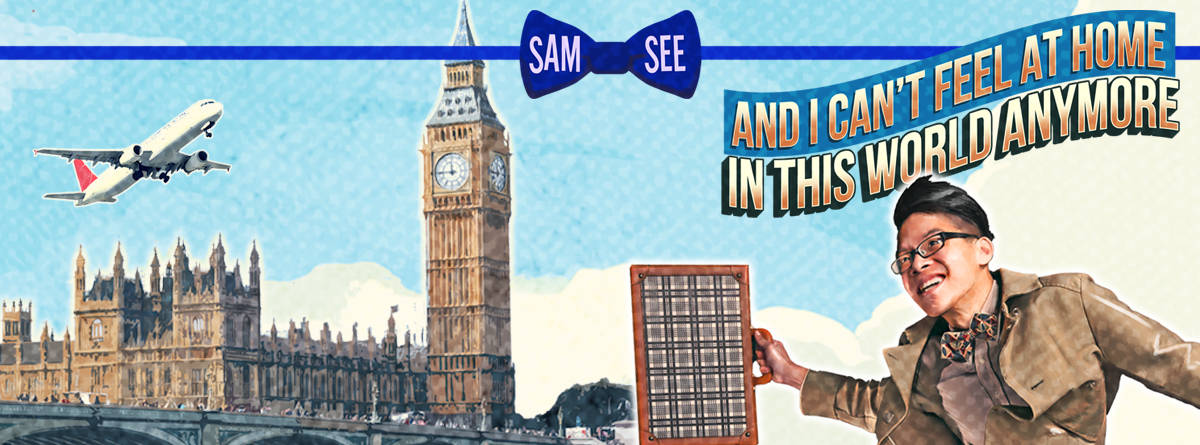 SAM SEE
AND I CAN'T FEEL AT HOME
IN THIS WORLD ANYMORE